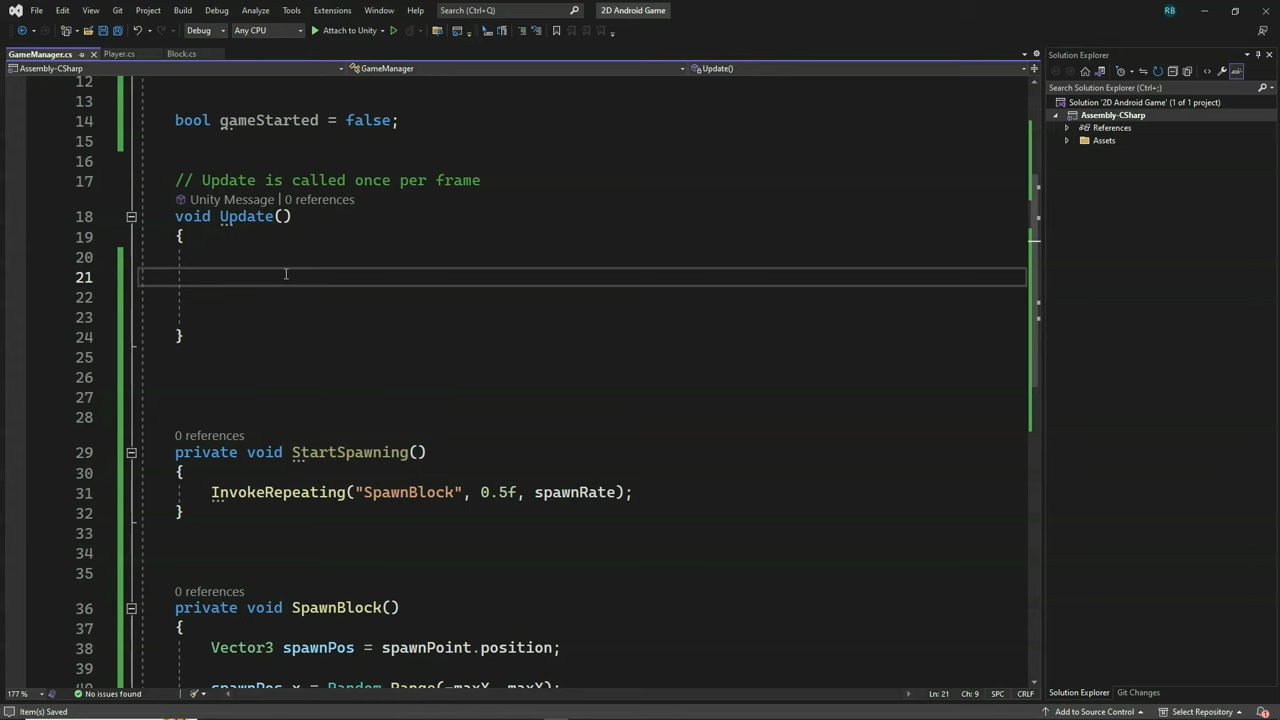 File Edit View Git Project Build Debug Analyze Tools Extensions Window Help Search (Ctrl+Q) 2D Android Game RB
Debug Any CPU Attach to Unity
GameManager.cs Player.cs Block.cs Solution Explorer
Assembly-CSharp GameManager Update()
Search Solution Explorer (Ctrl+;)
Solution '2D Android Game' (1 of 1 project)
Assembly-CSharp
References
Assets
12
13
14 bool gameStarted = false;
15
16
17 // Update is called once per frame
Unity Message | 0 references
18 void Update()
19 {
20
21
22
23
24 }
25
26
27
28
0 references
29 private void StartSpawning()
30 {
31 InvokeRepeating("SpawnBlock", 0.5f, spawnRate);
32 }
33
34
35
0 references
36 private void SpawnBlock()
37 {
38 Vector3 spawnPos = spawnPoint.position;
39
40 spawnPos.x = Random.Range(-maxX, maxX);
177 % No issues found Ln: 21 Ch: 9 SPC CRLF
Solution Explorer Git Changes
Item(s) Saved Add to Source Control Select Repository